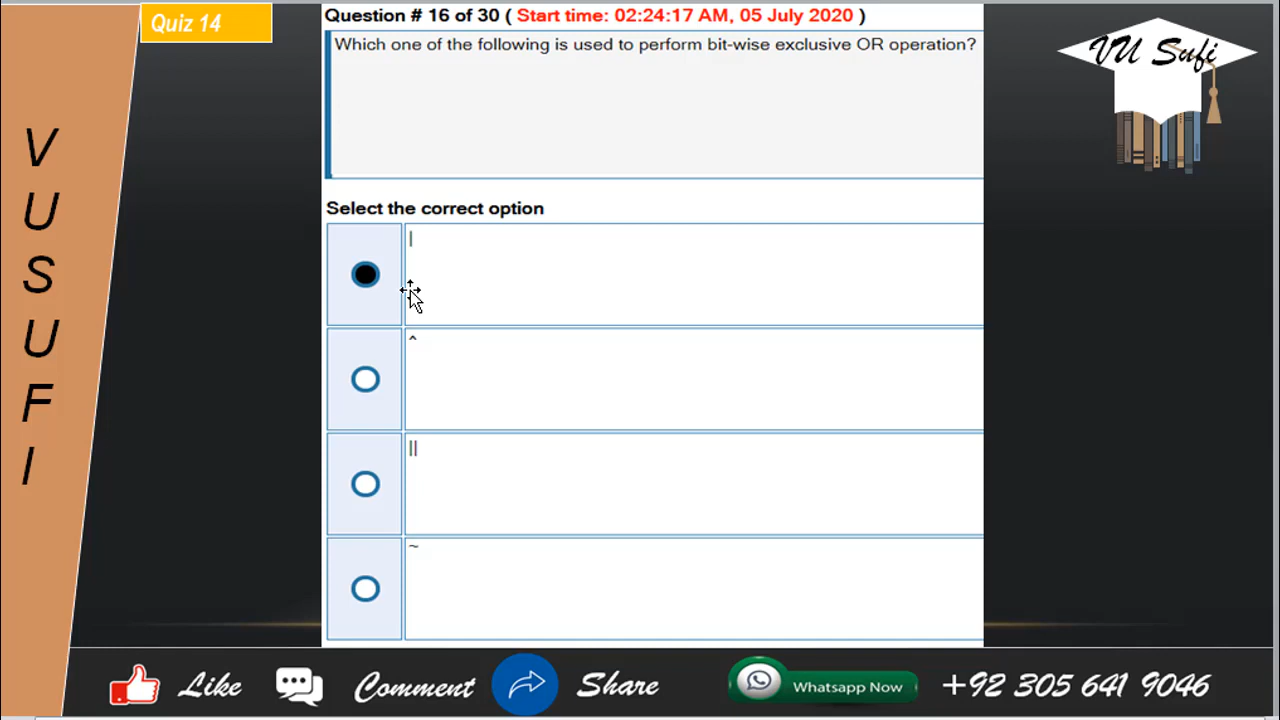 Quiz 14
Question # 16 of 30 ( Start time: 02:24:17 AM, 05 July 2020 )
Which one of the following is used to perform bit-wise exclusive OR operation?
VU Sufi
V
U
S
U
F
I
Select the correct option
|
^
||
~
Like
Comment
Share
Whatsapp Now
+92 305 641 9046